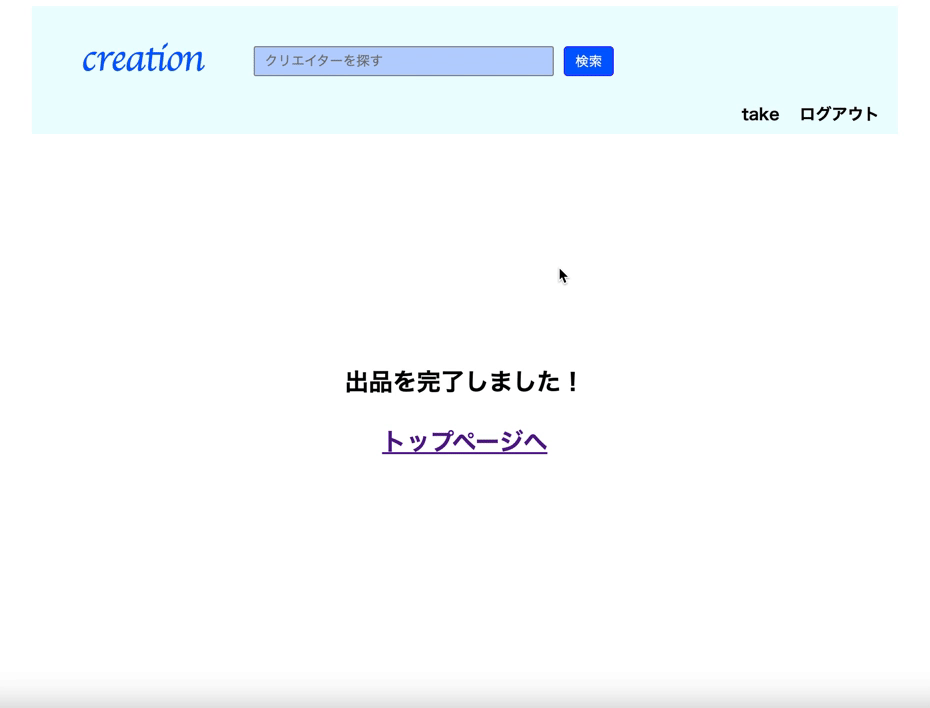 creation
クリエイターを探す
検索
take
ログアウト
出品を完了しました！
トップページへ